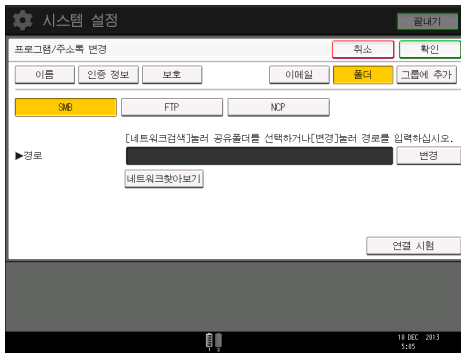 시스템 설정 끝내기
프로그램/주소록 변경 취소 확인
이름 인증 정보 보호 이메일 폴더 그룹에 추가
SMB FTP NCP
[네트워크검색]눌러 공유폴더를 선택하거나[변경]눌러 경로를 입력하십시오.
▶경로 변경
네트워크찾아보기
연결 시험
10 DEC 2013
5:05